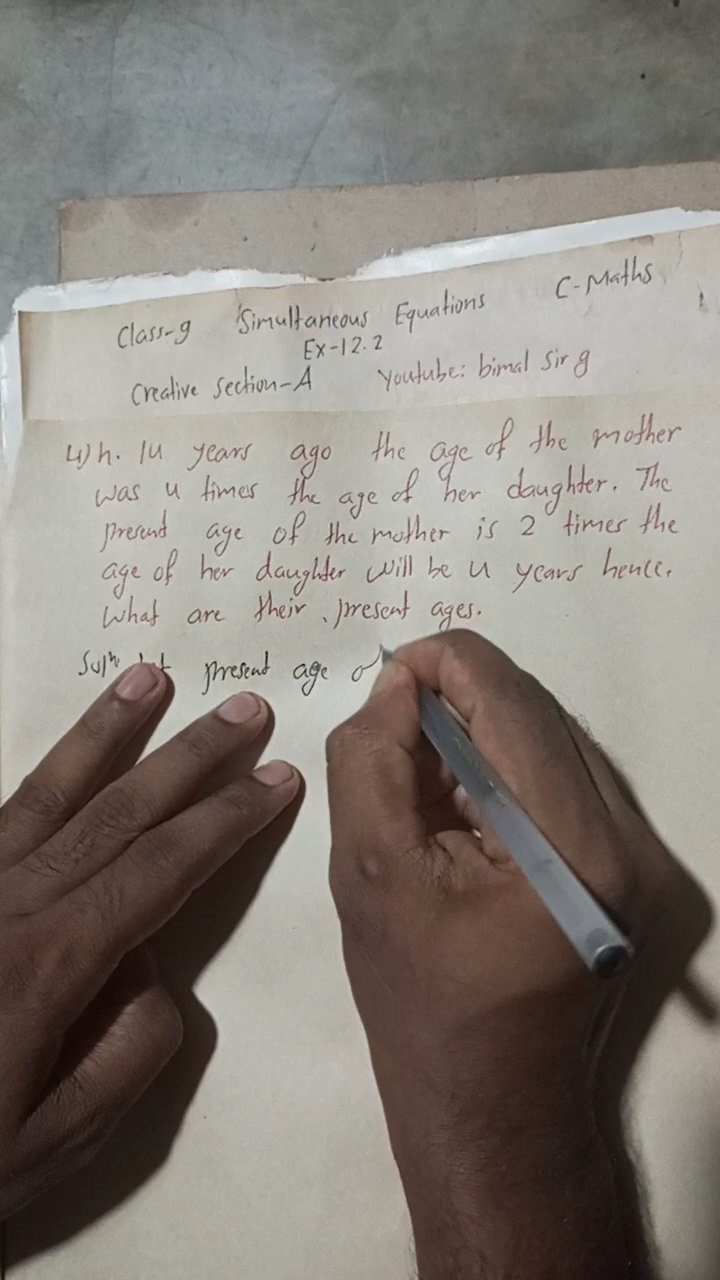 Class-9 Simultaneous Equations C-Maths
Ex-12.2
Creative Section-A Youtube: bimal Sir g
4) h. 14 years ago the age of the mother
was 4 times the age of her daughter. The
present age of the mother is 2 times the
age of her daughter will be 4 years hence.
What are their present ages.
Solⁿ present age of